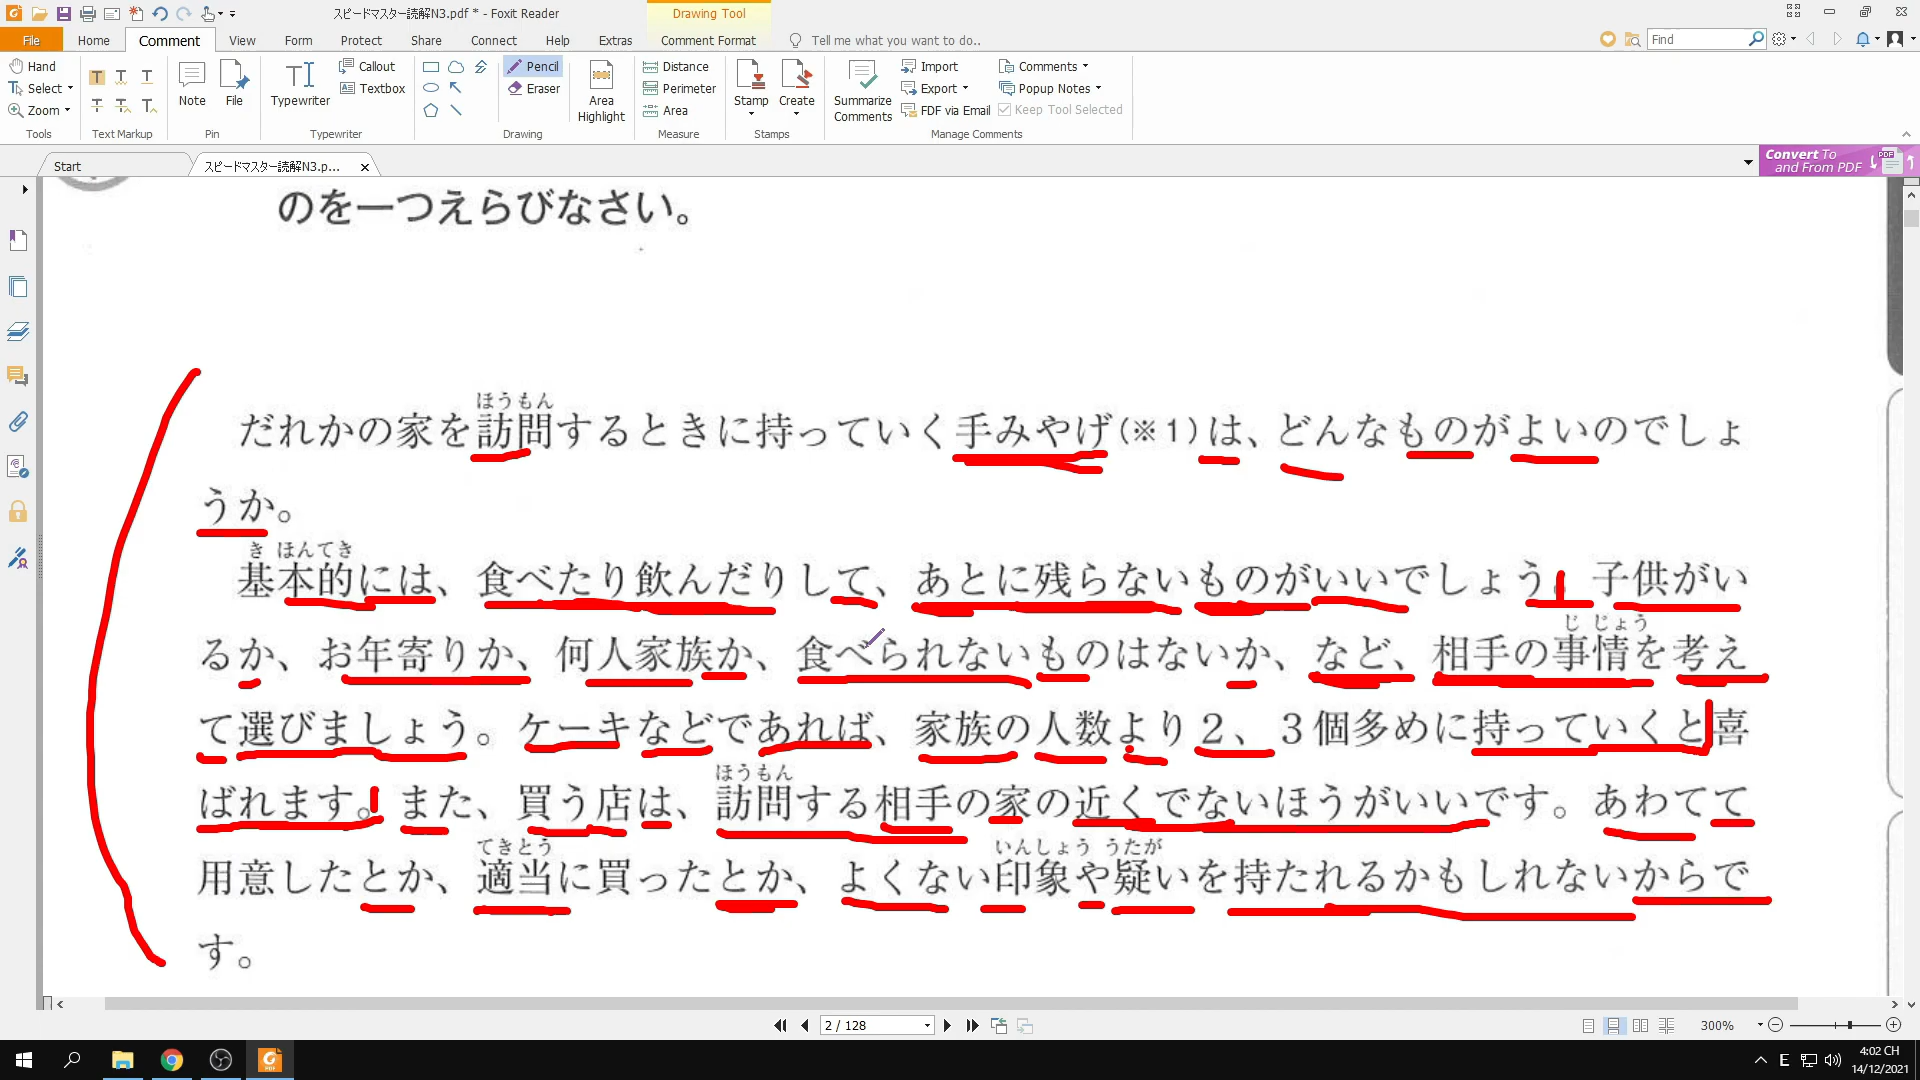 スピードマスター読解N3.pdf * - Foxit Reader
Drawing Tool
File Home Comment View Form Protect Share Connect Help Extras Comment Format Tell me what you want to do.. Find
Hand Select Zoom Tools
Text Markup
Note File Pin
Typewriter Callout Textbox Typewriter
Pencil Eraser Area Highlight Drawing
Distance Perimeter Area Measure
Stamp Create Stamps
Summarize Comments Import Export FDF via Email Comments Popup Notes Keep Tool Selected Manage Comments
Start スピードマスター読解N3.p...
Convert To and From PDF
のを一つえらびなさい。
ほうもん
だれかの家を訪問するときに持っていく手みやげ(※1)は、どんなものがよいのでしょ
うか。
き ほんてき
基本的には、食べたり飲んだりして、あとに残らないものがいいでしょう。子供がい
じ じょう
るか、お年寄りか、何人家族か、食べられないものはないか、など、相手の事情を考え
て選びましょう。ケーキなどであれば、家族の人数より2、3個多めに持っていくと喜
ほうもん
ばれます。また、買う店は、訪問する相手の家の近くでないほうがいいです。あわてて
てきとう いんしょう うたが
用意したとか、適当に買ったとか、よくない印象や疑いを持たれるかもしれないからで
す。
2 / 128
300%
E
4:02 CH
14/12/2021